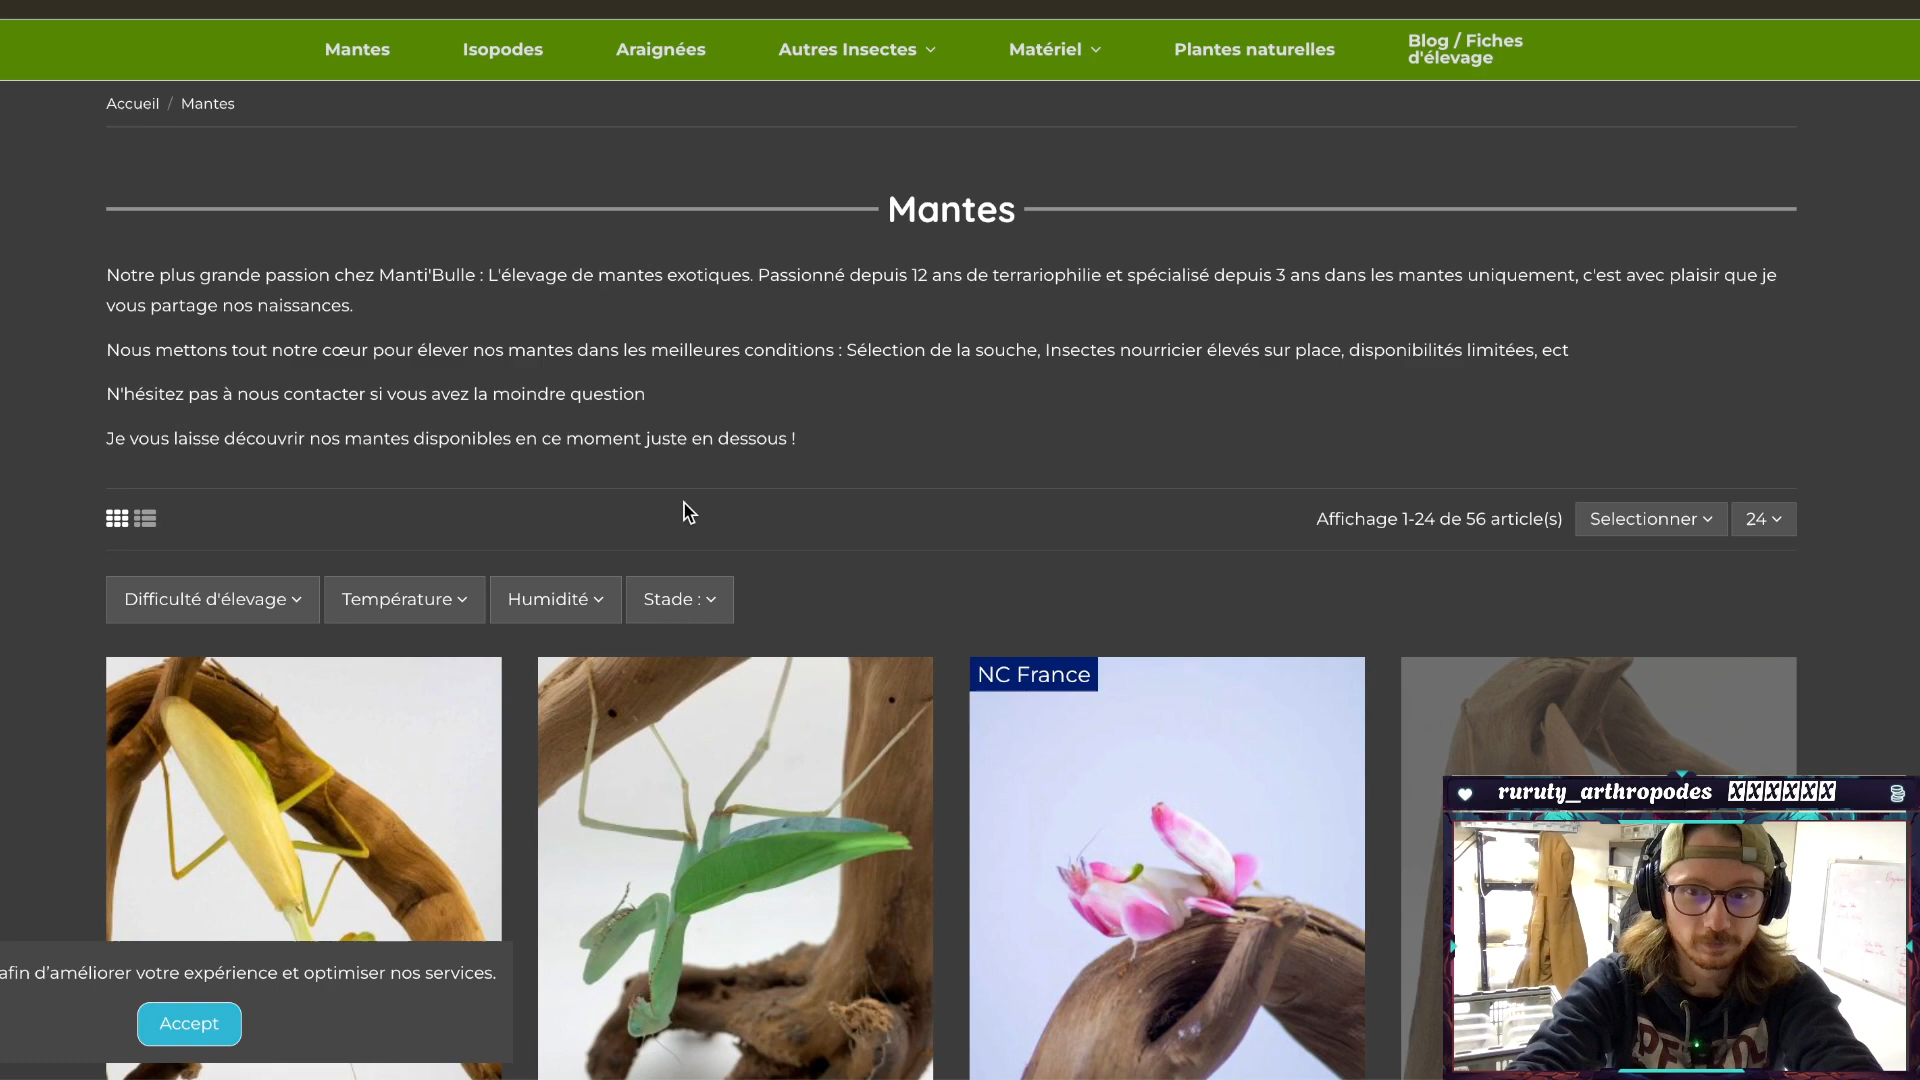 Mantes
Isopodes
Araignées
Autres Insectes
Matériel
Plantes naturelles
Blog / Fiches
d'élevage
Accueil / Mantes
Mantes
Notre plus grande passion chez Manti'Bulle : L'élevage de mantes exotiques. Passionné depuis 12 ans de terrariophilie et spécialisé depuis 3 ans dans les mantes uniquement, c'est avec plaisir que je
vous partage nos naissances.
Nous mettons tout notre cœur pour élever nos mantes dans les meilleures conditions : Sélection de la souche, Insectes nourricier élevés sur place, disponibilités limitées, ect
N'hésitez pas à nous contacter si vous avez la moindre question
Je vous laisse découvrir nos mantes disponibles en ce moment juste en dessous !
Affichage 1-24 de 56 article(s)
Selectionner
24
Difficulté d'élevage
Température
Humidité
Stade :
NC France
ruruty_arthropodes
afin d’améliorer votre expérience et optimiser nos services.
Accept